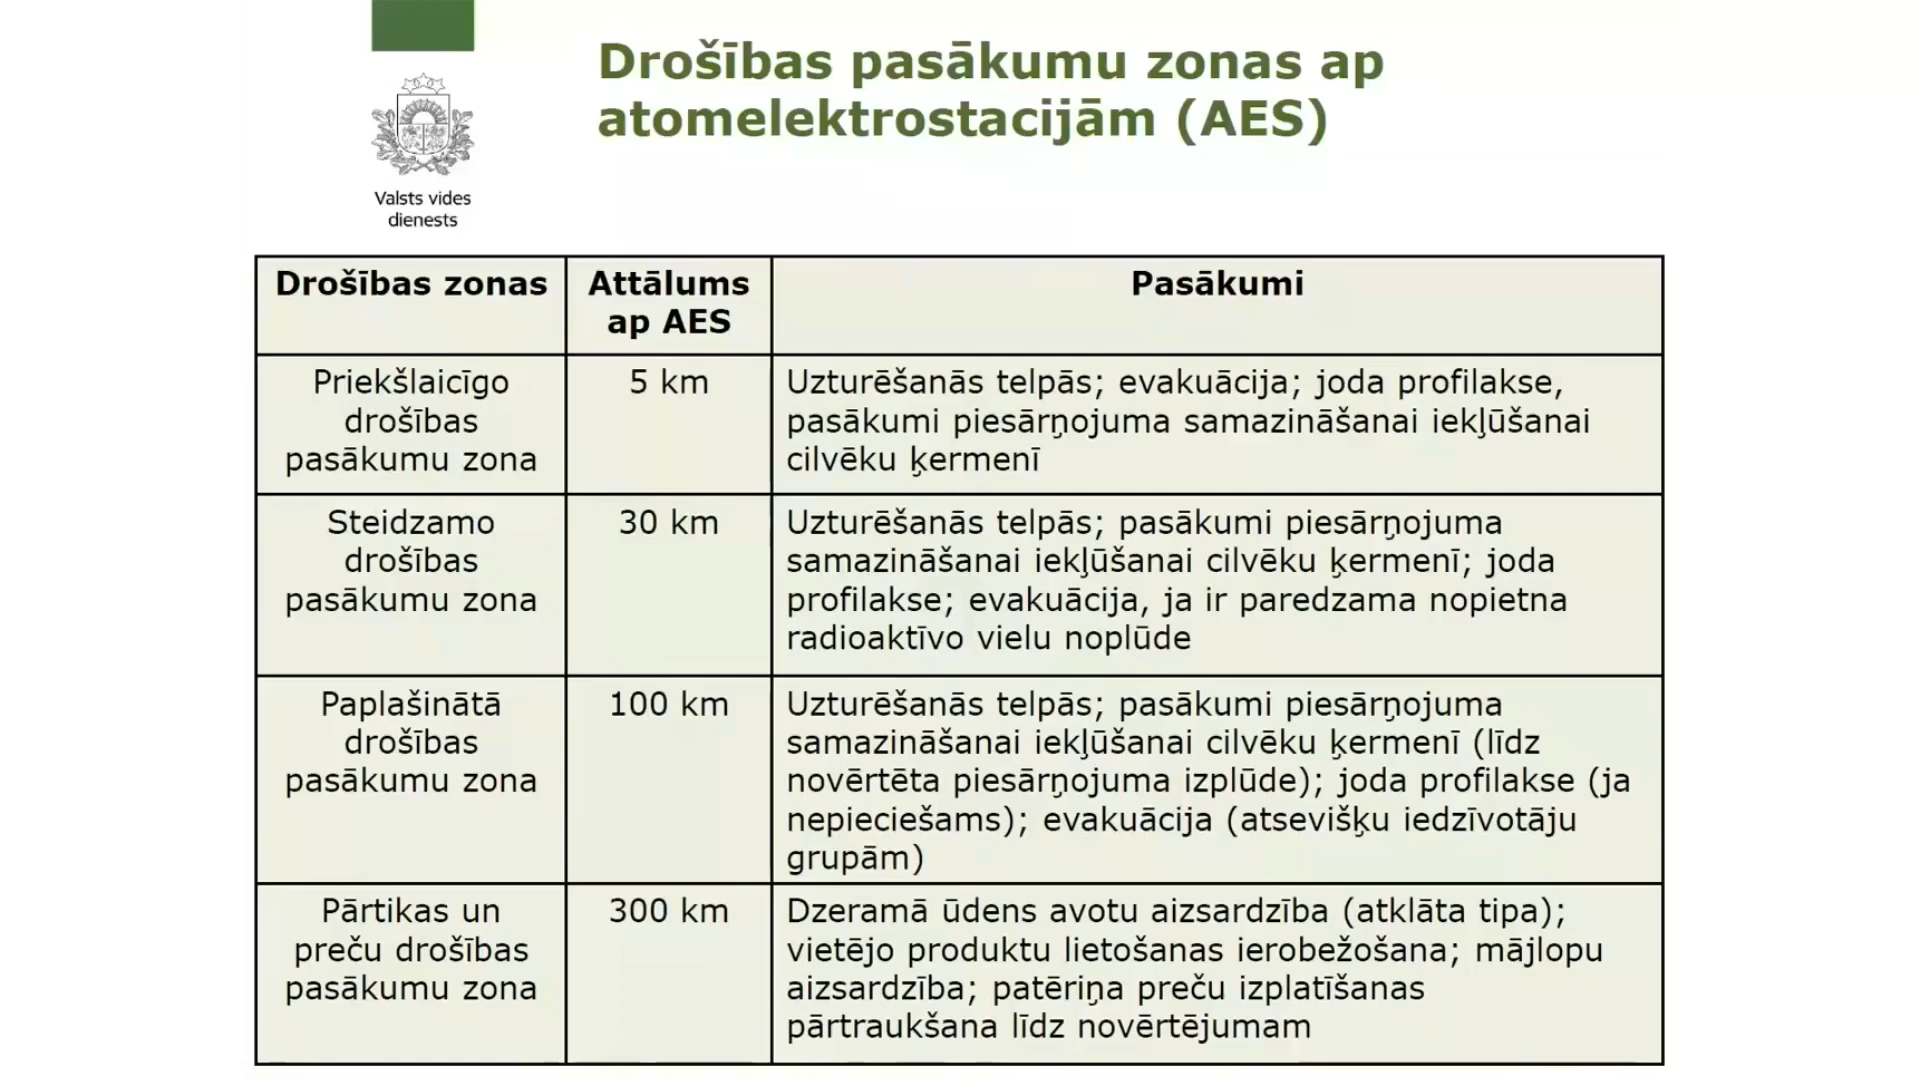 Drošības pasākumu zonas ap
atomelektrostacijām (AES)
Valsts vides
dienests
Drošības zonas
Attālums
ap AES
Pasākumi
Priekšlaicīgo
drošības
pasākumu zona
5 km
Uzturēšanās telpās; evakuācija; joda profilakse,
pasākumi piesārņojuma samazināšanai iekļūšanai
cilvēku ķermenī
Steidzamo
drošības
pasākumu zona
30 km
Uzturēšanās telpās; pasākumi piesārņojuma
samazināšanai iekļūšanai cilvēku ķermenī; joda
profilakse; evakuācija, ja ir paredzama nopietna
radioaktīvo vielu noplūde
Paplašinātā
drošības
pasākumu zona
100 km
Uzturēšanās telpās; pasākumi piesārņojuma
samazināšanai iekļūšanai cilvēku ķermenī (līdz
novērtēta piesārņojuma izplūde); joda profilakse (ja
nepieciešams); evakuācija (atsevišķu iedzīvotāju
grupām)
Pārtikas un
preču drošības
pasākumu zona
300 km
Dzeramā ūdens avotu aizsardzība (atklāta tipa);
vietējo produktu lietošanas ierobežošana; mājlopu
aizsardzība; patēriņa preču izplatīšanas
pārtraukšana līdz novērtējumam